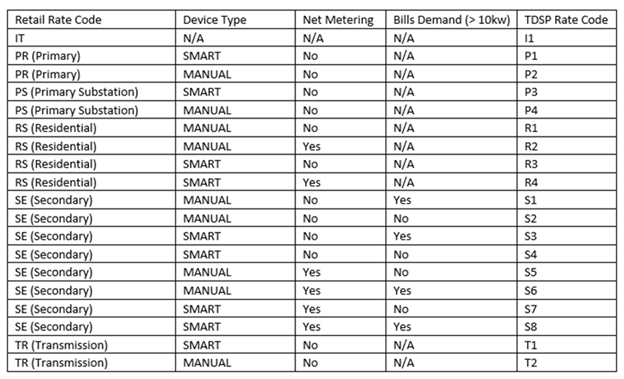 Retail Rate Code Device Type Net Metering Bills Demand (> 10kw) TDSP Rate Code
IT N/A N/A N/A I1
PR (Primary) SMART No N/A P1
PR (Primary) MANUAL No N/A P2
PS (Primary Substation) SMART No N/A P3
PS (Primary Substation) MANUAL No N/A P4
RS (Residential) MANUAL No N/A R1
RS (Residential) MANUAL Yes N/A R2
RS (Residential) SMART No N/A R3
RS (Residential) SMART Yes N/A R4
SE (Secondary) MANUAL No Yes S1
SE (Secondary) MANUAL No No S2
SE (Secondary) SMART No Yes S3
SE (Secondary) SMART No No S4
SE (Secondary) MANUAL Yes No S5
SE (Secondary) MANUAL Yes Yes S6
SE (Secondary) SMART Yes No S7
SE (Secondary) SMART Yes Yes S8
TR (Transmission) SMART No N/A T1
TR (Transmission) MANUAL No N/A T2